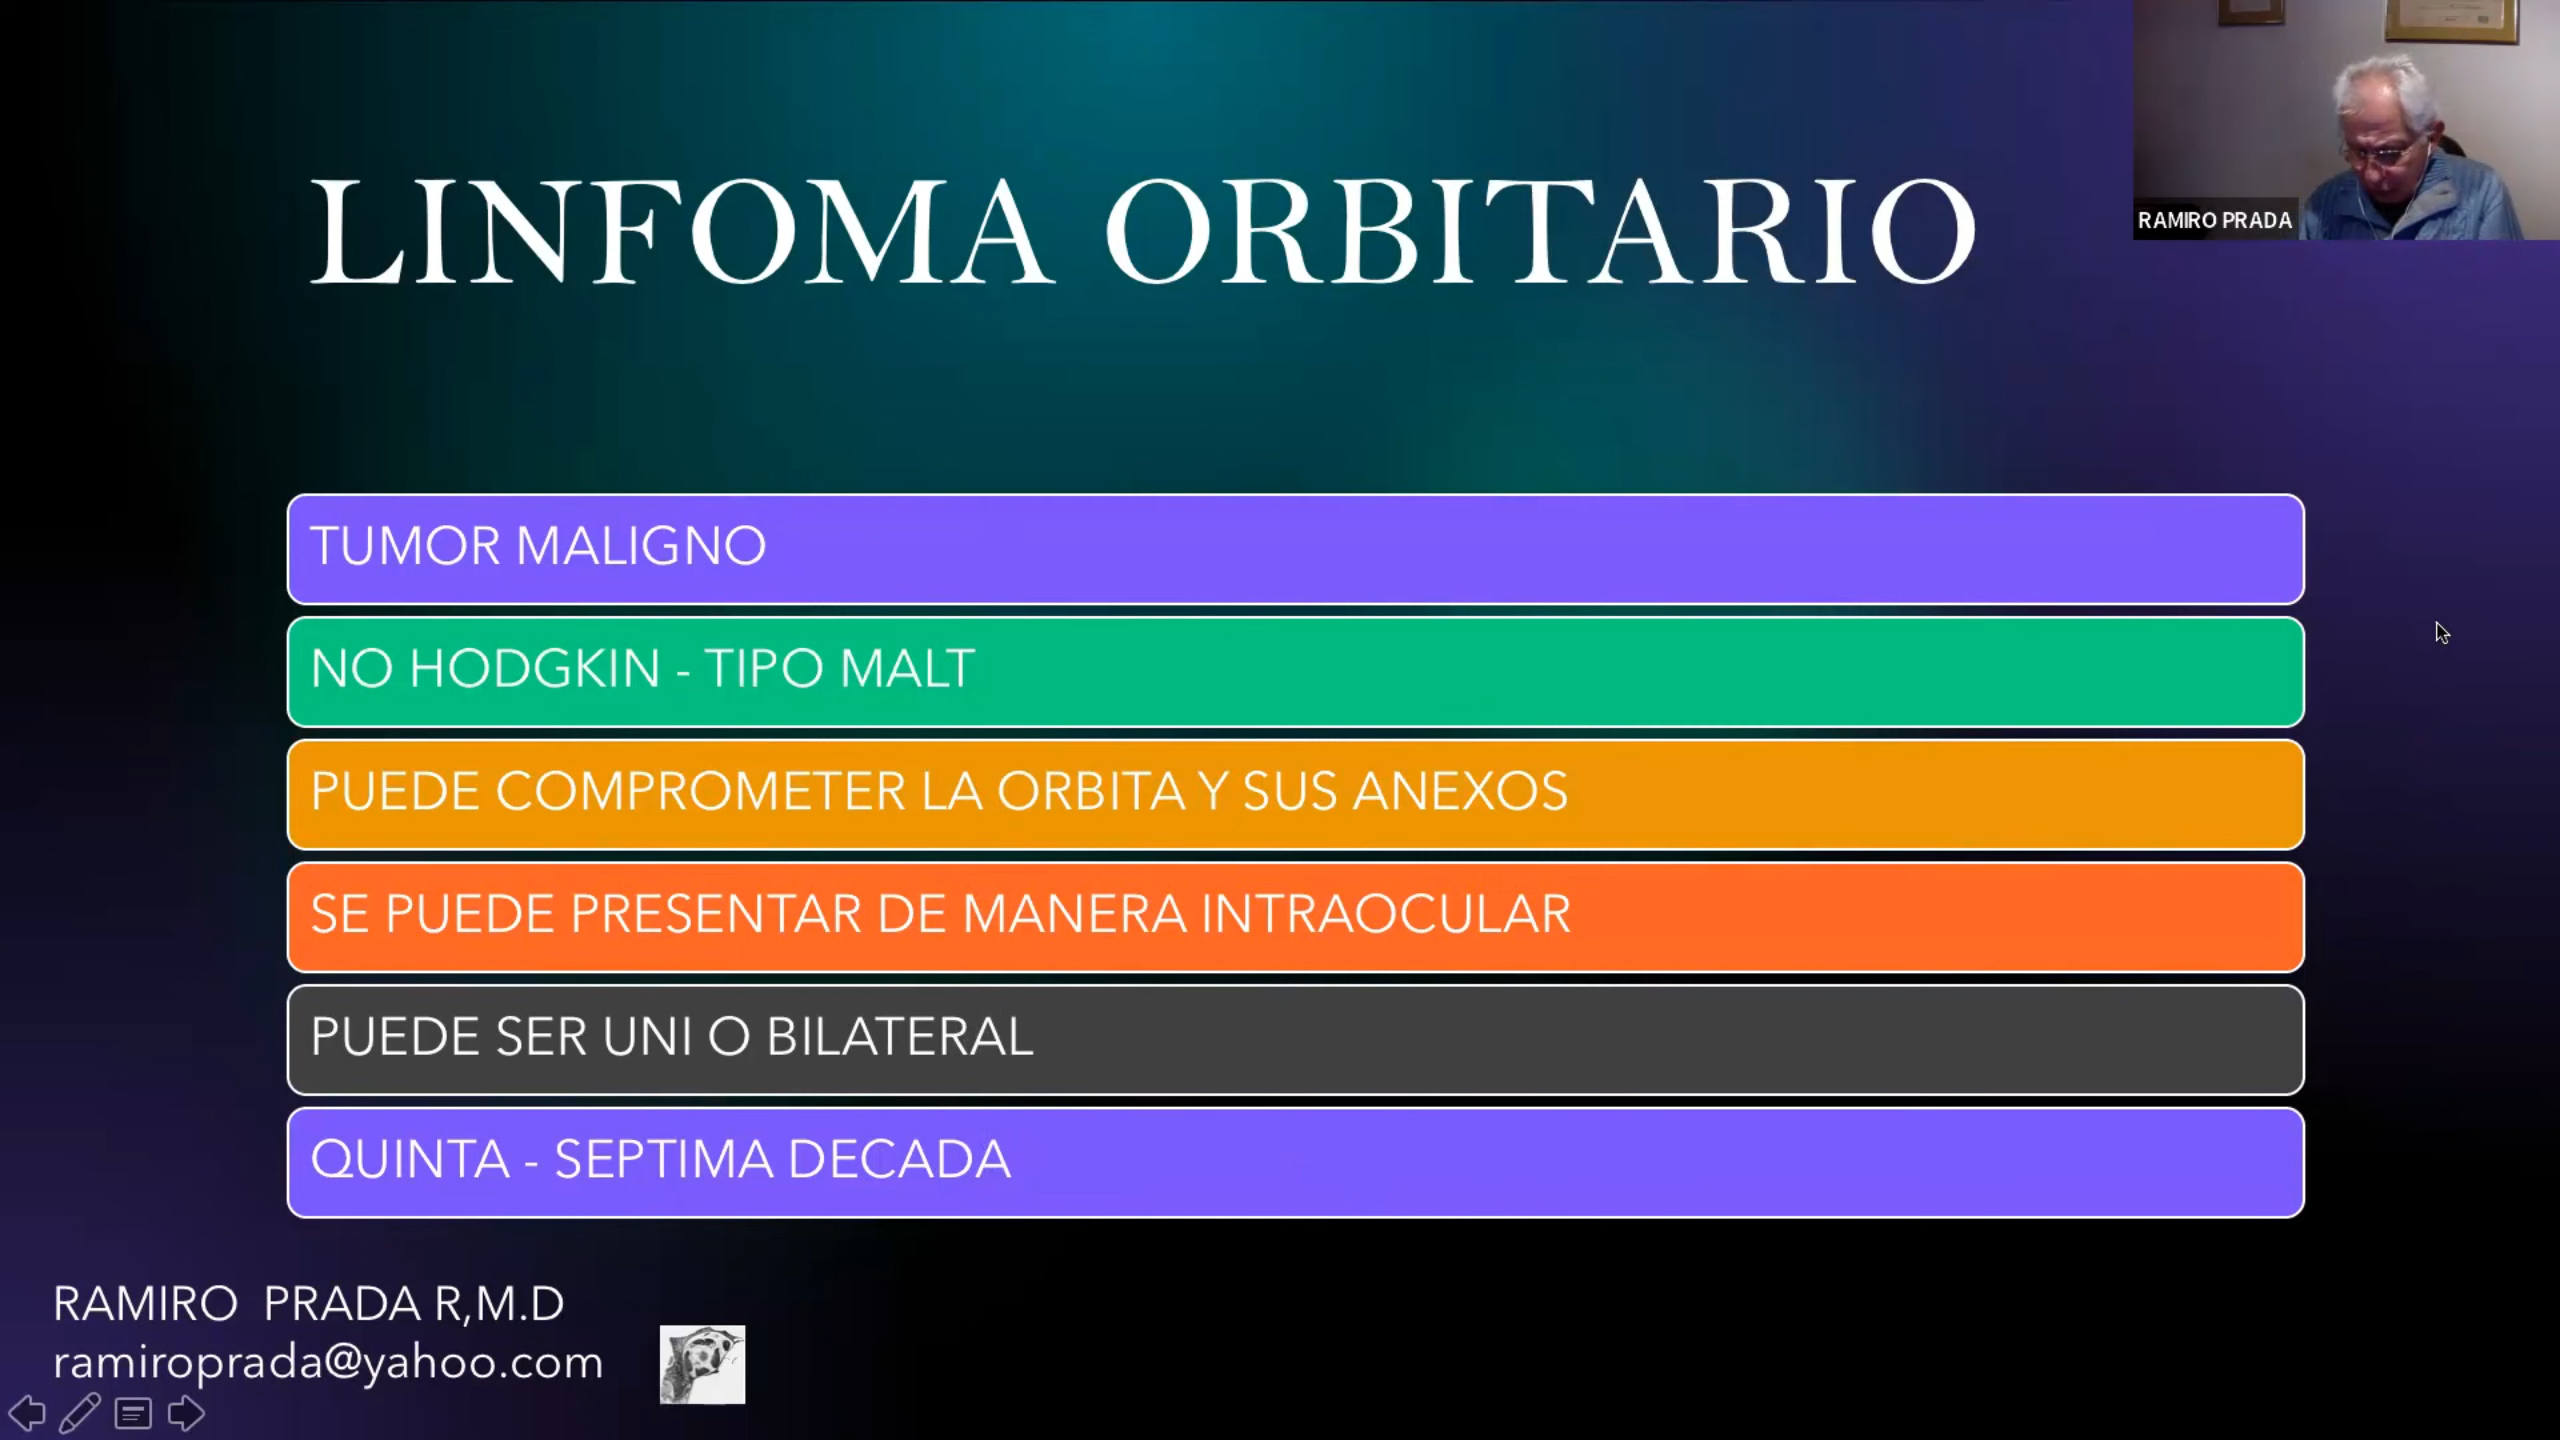 LINFOMA ORBITARIO
RAMIRO PRADA
TUMOR MALIGNO
NO HODGKIN - TIPO MALT
PUEDE COMPROMETER LA ORBITA Y SUS ANEXOS
SE PUEDE PRESENTAR DE MANERA INTRAOCULAR
PUEDE SER UNI O BILATERAL
QUINTA - SEPTIMA DECADA
RAMIRO PRADA R,M.D
ramiroprada@yahoo.com